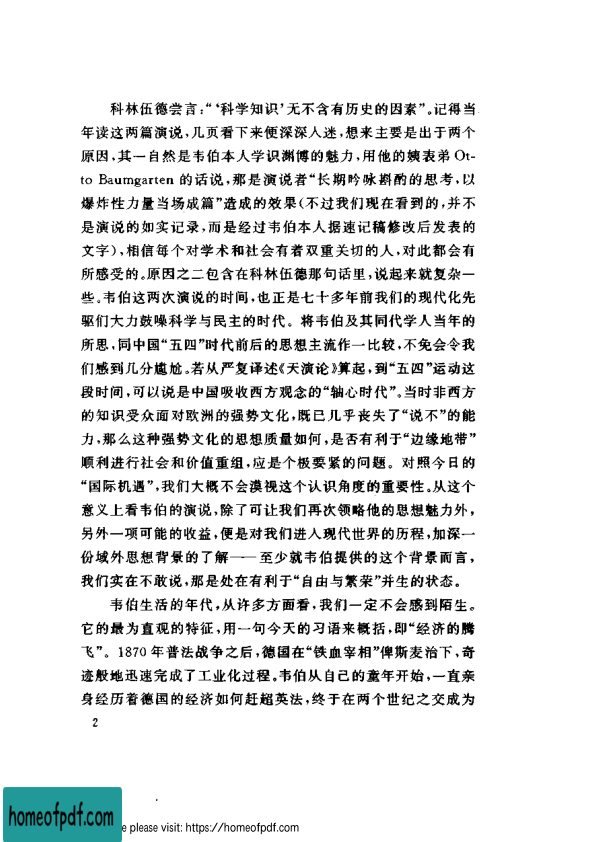 科林伍德尝言：“‘科学知识’无不含有历史的因素”。记得当
年读这两篇演说，几页看下来便深深入迷，想来主要是出于两个
原因，其一自然是韦伯本人学识渊博的魅力，用他的姨表弟 Ot-
to Baumgarten 的话说，那是演说者“长期吟咏斟酌的思考，以
爆炸性力量当场成篇”造成的效果（不过我们现在看到的，并不
是演说的如实记录，而是经过韦伯本人据速记稿修改后发表的
文字），相信每个对学术和社会有着双重关切的人，对此都会有
所感受的。原因之二包含在科林伍德那句话里，说起来就复杂一
些。韦伯这两次演说的时间，也正是七十多年前我们的现代化先
驱们大力鼓噪科学与民主的时代。将韦伯及其同代学人当年的
所思，同中国“五四”时代前后的思想主流作一比较，不免会令我
们感到几分尴尬。若从严复译述《天演论》算起，到“五四”运动这
段时间，可以说是中国吸收西方观念的“轴心时代”。当时非西方
的知识受众面对欧洲的强势文化，既已几乎丧失了“说不”的能
力，那么这种强势文化的思想质量如何，是否有利于“边缘地带”
顺利进行社会和价值重组，应是个极要紧的问题。对照今日的
“国际机遇”，我们大概不会漠视这个认识角度的重要性。从这个
意义上看韦伯的演说，除了可让我们再次领略他的思想魅力外，
另外一项可能的收益，便是对我们进入现代世界的历程，加深一
份域外思想背景的了解——至少就韦伯提供的这个背景而言，
我们实在不敢说，那是处在有利于“自由与繁荣”并生的状态。
韦伯生活的年代，从许多方面看，我们一定不会感到陌生。
它的最为直观的特征，用一句今天的习语来概括，即“经济的腾
飞”。1870 年普法战争之后，德国在“铁血宰相”俾斯麦治下，奇
迹般地迅速完成了工业化过程。韦伯从自己的童年开始，一直亲
身经历着德国的经济如何赶超英法，终于在两个世纪之交成为
2
homeofpdf.com
e please visit: https://homeofpdf.com